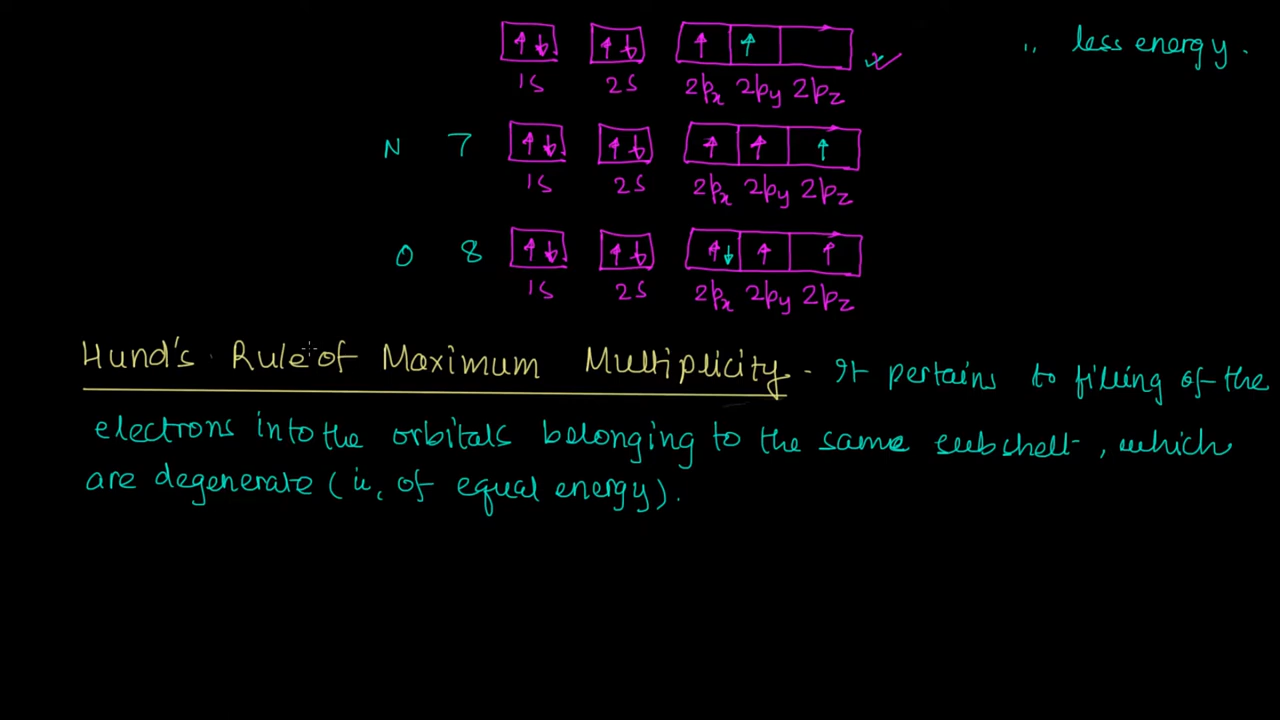 ↑↓ ↑↓ ↑ ↑ ,, less energy.
1s 2s 2px 2py 2pz
N 7 ↑↓ ↑↓ ↑ ↑ ↑
1s 2s 2px 2py 2pz
O 8 ↑↓ ↑↓ ↑↓ ↑ ↑
1s 2s 2px 2py 2pz
Hund's Rule of Maximum Multiplicity - It pertains to filling of the
electrons into the orbitals belonging to the same subshell, which
are degenerate (ie, of equal energy).